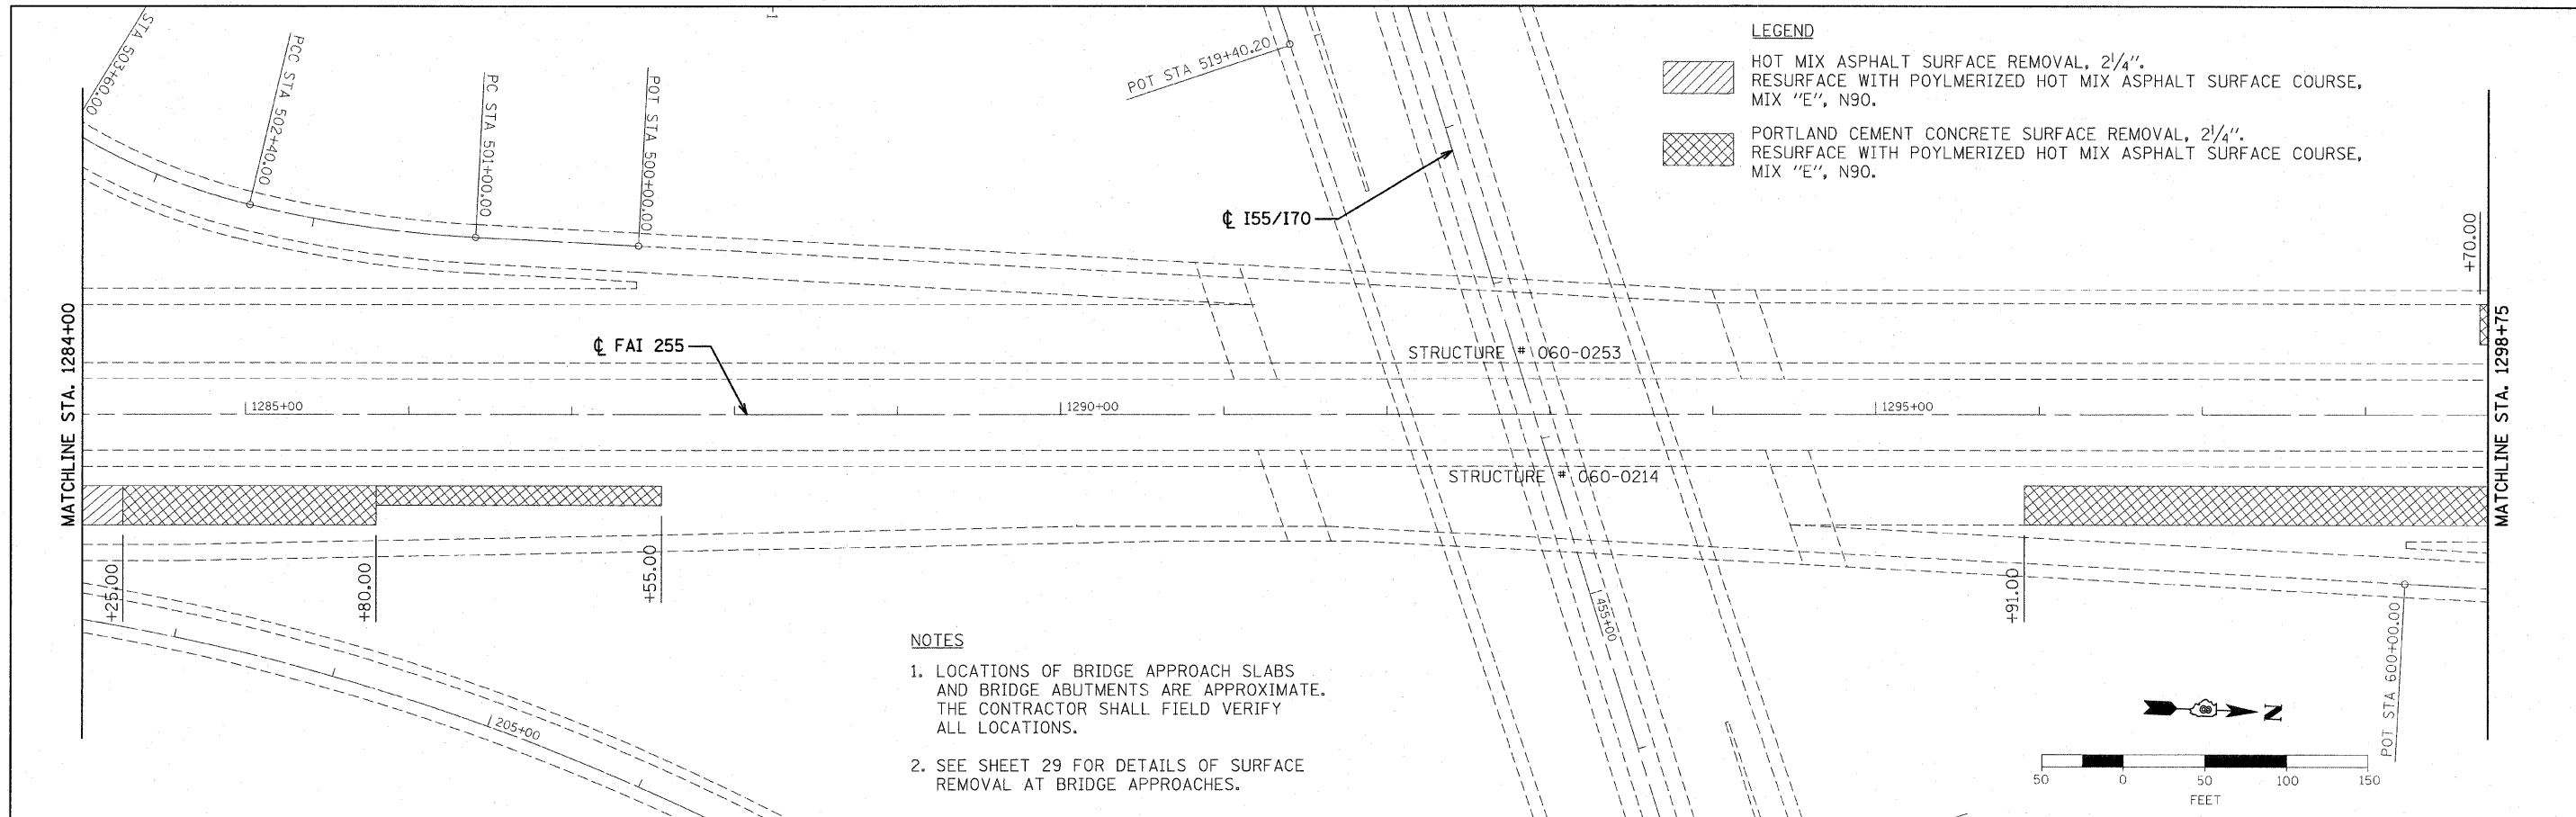 STA 503+60.00
PCC STA 502+40.00
PC STA 501+00.00
POT STA 500+00.00
POT STA 519+40.20
LEGEND
HOT MIX ASPHALT SURFACE REMOVAL, 2 1/4".
RESURFACE WITH POYLMERIZED HOT MIX ASPHALT SURFACE COURSE,
MIX "E", N90.
PORTLAND CEMENT CONCRETE SURFACE REMOVAL, 2 1/4".
RESURFACE WITH POYLMERIZED HOT MIX ASPHALT SURFACE COURSE,
MIX "E", N90.
℄ I55/I70
+70.00
MATCHLINE STA. 1284+00
℄ FAI 255
STRUCTURE # 060-0253
MATCHLINE STA. 1298+75
1285+00
1290+00
1295+00
STRUCTURE # 060-0214
+25.00
+80.00
+55.00
+91.00
455+00
205+00
POT STA 600+00.00
NOTES
1. LOCATIONS OF BRIDGE APPROACH SLABS
AND BRIDGE ABUTMENTS ARE APPROXIMATE.
THE CONTRACTOR SHALL FIELD VERIFY
ALL LOCATIONS.
2. SEE SHEET 29 FOR DETAILS OF SURFACE
REMOVAL AT BRIDGE APPROACHES.
N
50 0 50 100 150
FEET